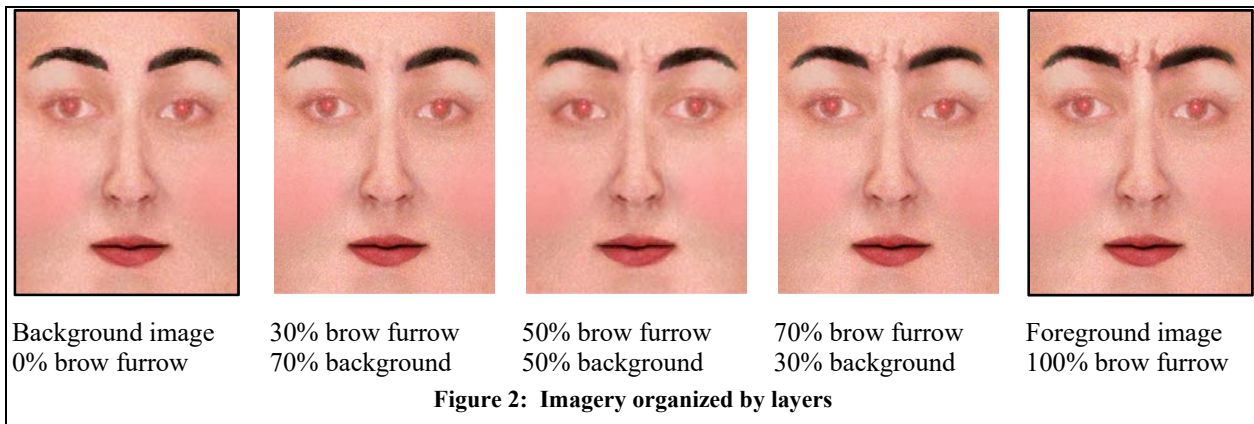 Background image
0% brow furrow
30% brow furrow
70% background
50% brow furrow
50% background
70% brow furrow
30% background
Foreground image
100% brow furrow
Figure 2:  Imagery organized by layers